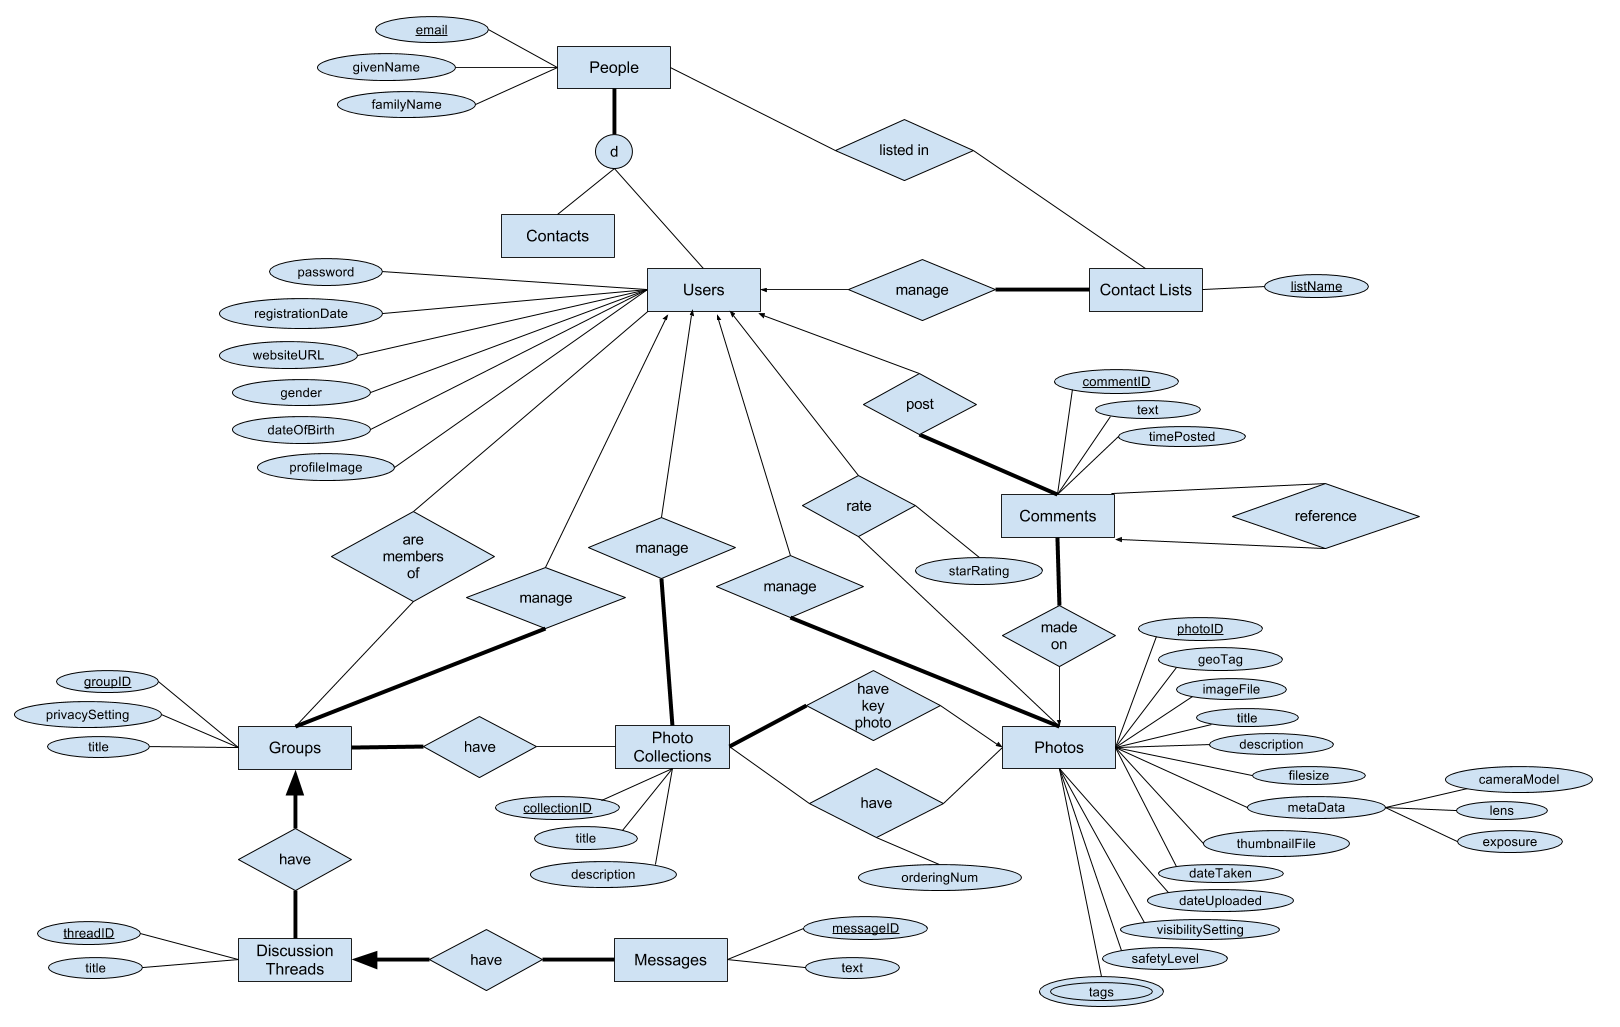 email
givenName
familyName
People
d
listed in
Contacts
Users
manage
Contact Lists
listName
password
registrationDate
websiteURL
gender
dateOfBirth
profileImage
post
commentID
text
timePosted
rate
Comments
reference
starRating
are
members
of
manage
manage
manage
made
on
groupID
privacySetting
title
Groups
have
Photo
Collections
have
key
photo
have
Photos
photoID
geoTag
imageFile
title
description
filesize
metaData
cameraModel
lens
exposure
thumbnailFile
dateTaken
dateUploaded
visibilitySetting
safetyLevel
tags
collectionID
title
description
orderingNum
have
threadID
title
Discussion
Threads
have
Messages
messageID
text